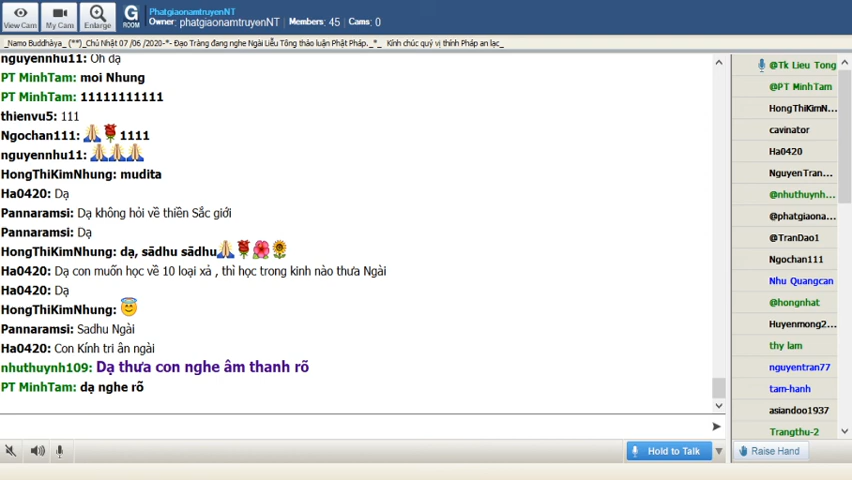 View Cam
My Cam
Enlarge
G
ROOM
PhatgiaonamtruyenNT
Owner: phatgiaonamtruyenNT | Members: 45 | Cams: 0
_Namo Buddhàya_ (**)_Chủ Nhật 07 /06 /2020-*- Đạo Tràng đang nghe Ngài Liễu Tông thảo luận Phật Pháp._*_ Kính chúc quý vị thính Pháp an lạc_
nguyennhu11: Oh dạ
PT MinhTam: moi Nhung
PT MinhTam: 11111111111
thienvu5: 111
Ngochan111: 1111
nguyennhu11:
HongThiKimNhung: mudita
Ha0420: Dạ
Pannaramsi: Dạ không hỏi về thiền Sắc giới
Pannaramsi: Dạ
HongThiKimNhung: dạ, sādhu sādhu
Ha0420: Dạ con muốn học về 10 loại xả , thì học trong kinh nào thưa Ngài
Ha0420: Dạ
HongThiKimNhung:
Pannaramsi: Sadhu Ngài
Ha0420: Con Kính tri ân ngài
nhuthuynh109: Dạ thưa con nghe âm thanh rõ
PT MinhTam: dạ nghe rõ
@Tk Lieu Tong
@PT MinhTam
HongThiKimN...
cavinator
Ha0420
NguyenTran...
@nhuthuynh...
@phatgiaona...
@TranDao1
Ngochan111
Nhu Quangcan
@hongnhat
Huyenmong2...
thy lam
nguyentran77
tam-hanh
asiandoo1937
Trangthu-2
Hold to Talk
Raise Hand